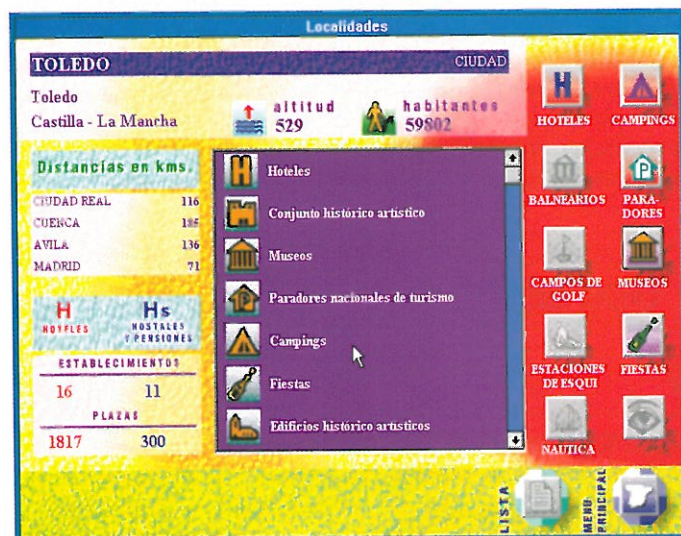 Localidades
TOLEDO CIUDAD
Toledo
Castilla - La Mancha
altitud
529
habitantes
59802
Distancias en kms.
CIUDAD REAL 116
CUENCA 185
AVILA 136
MADRID 71
H
HOTELES
Hs
HOSTALES
Y PENSIONES
ESTABLECIMIENTOS
16 11
PLAZAS
1817 300
Hoteles
Conjunto histórico artístico
Museos
Paradores nacionales de turismo
Campings
Fiestas
Edificios histórico artísticos
HOTELES
CAMPINGS
BALNEARIOS
PARA-
DORES
CAMPOS DE
GOLF
MUSEOS
ESTACIONES
DE ESQUI
FIESTAS
NAUTICA
LISTA
MENU
PRINCIPAL